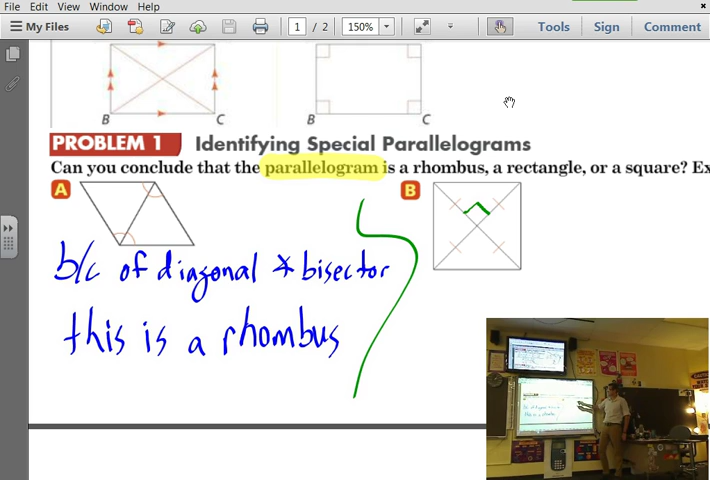 File Edit View Window Help
My Files 1 / 2 150% Tools Sign Comment
B C B C
PROBLEM 1 Identifying Special Parallelograms
Can you conclude that the parallelogram is a rhombus, a rectangle, or a square? Ex
A B
b/c of diagonal ∡ bisector
this is a rhombus